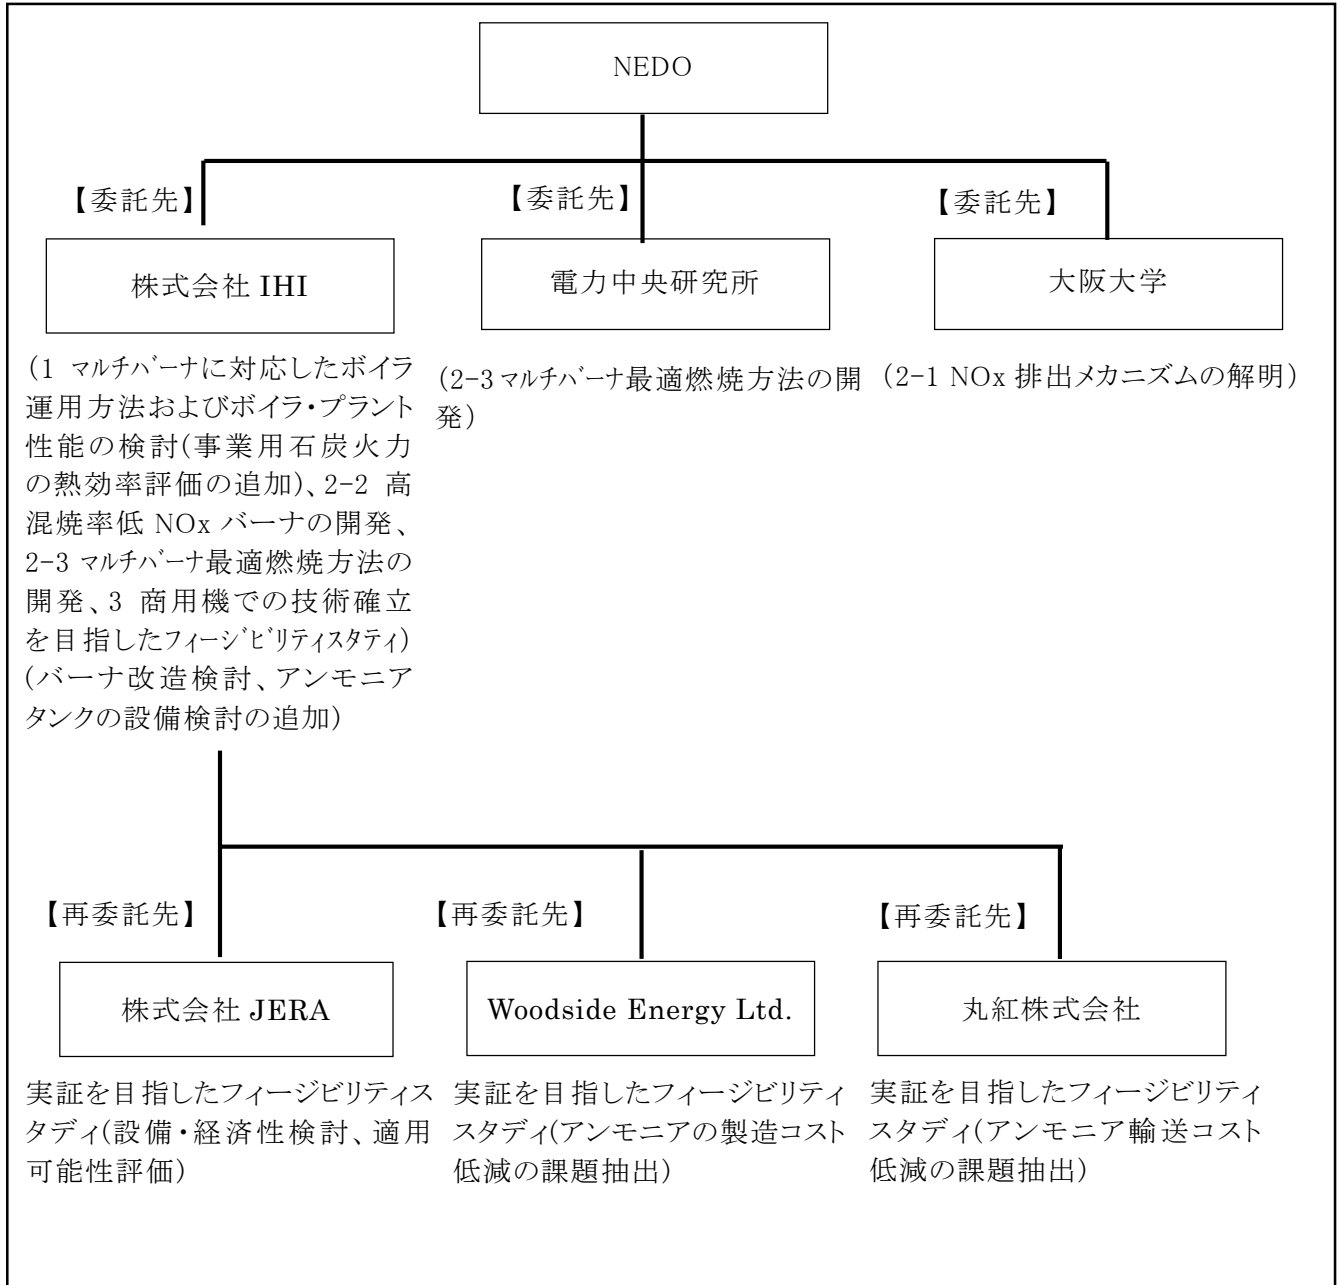 NEDO
【委託先】
【委託先】
【委託先】
株式会社 IHI
電力中央研究所
大阪大学
(1 マルチバーナに対応したボイラ
運用方法およびボイラ・プラント
性能の検討(事業用石炭火力
の熱効率評価の追加)、2-2 高
混焼率低 NOx バーナの開発、
2-3 マルチバーナ最適燃焼方法の
開発、3 商用機での技術確立
を目指したフィージビリティスタティ)
(バーナ改造検討、アンモニア
タンクの設備検討の追加)
(2-3 マルチバーナ最適燃焼方法の開
発)
(2-1 NOx 排出メカニズムの解明)
【再委託先】
【再委託先】
【再委託先】
株式会社 JERA
Woodside Energy Ltd.
丸紅株式会社
実証を目指したフィージビリティス
タディ(設備・経済性検討、適用
可能性評価)
実証を目指したフィージビリティ
スタディ(アンモニアの製造コスト
低減の課題抽出)
実証を目指したフィージビリティ
スタディ(アンモニア輸送コスト
低減の課題抽出)